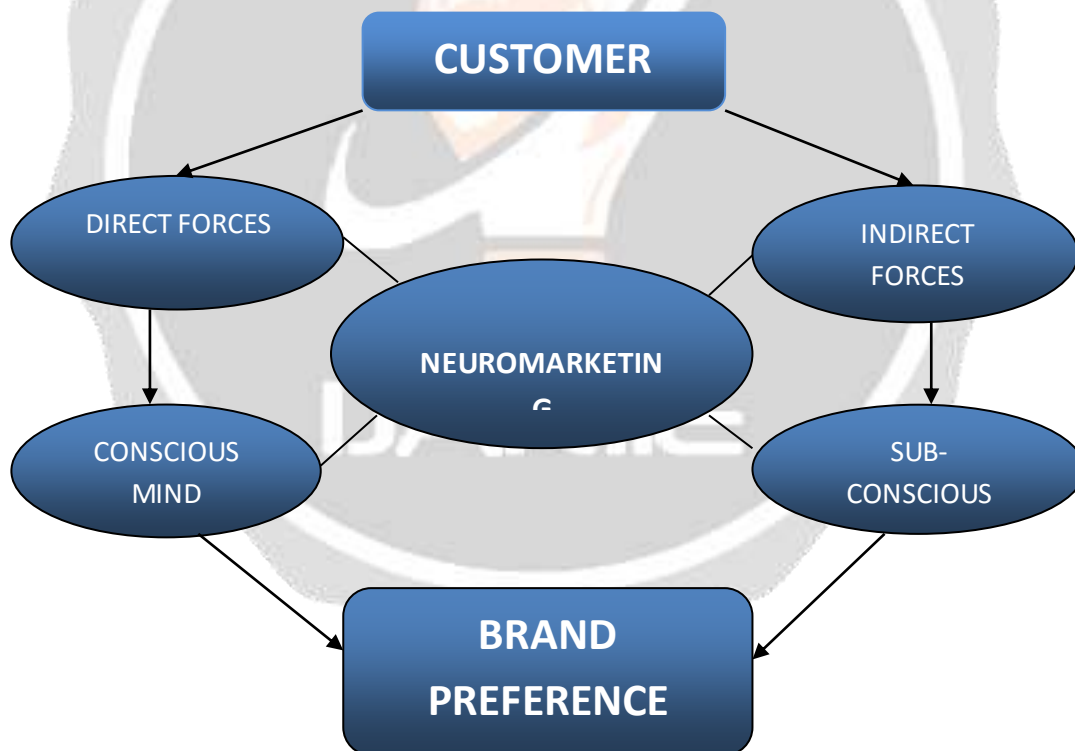 CUSTOMER
DIRECT FORCES
INDIRECT
FORCES
NEUROMARKETIN
G
CONSCIOUS
MIND
SUB-
CONSCIOUS
BRAND
PREFERENCE